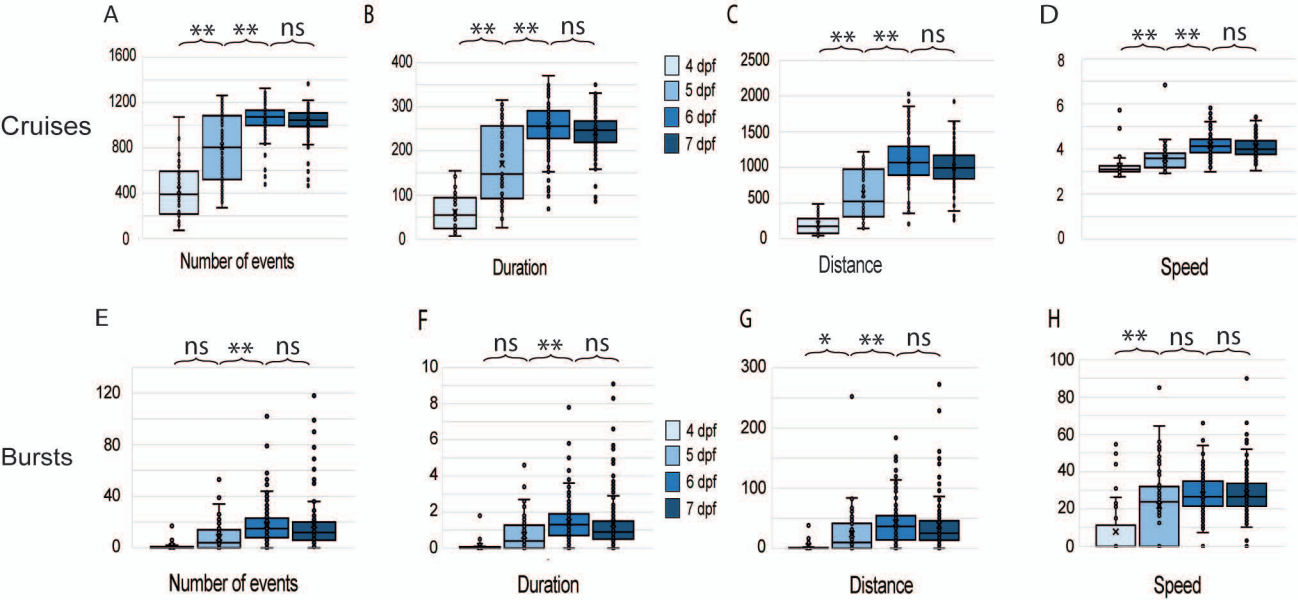 A B C D
** ** ns ** ** ns ** ** ns ** ** ns
Cruises
1600
1200
800
400
0
Number of events
400
300
200
100
0
Duration
4 dpf
5 dpf
6 dpf
7 dpf
2500
2000
1500
1000
500
0
Distance
8
6
4
2
0
Speed
E F G H
ns ** ns ns ** ns * ** ns ** ns ns
Bursts
120
80
40
0
Number of events
10
8
6
4
2
0
Duration
4 dpf
5 dpf
6 dpf
7 dpf
300
200
100
0
Distance
100
80
60
40
20
0
Speed